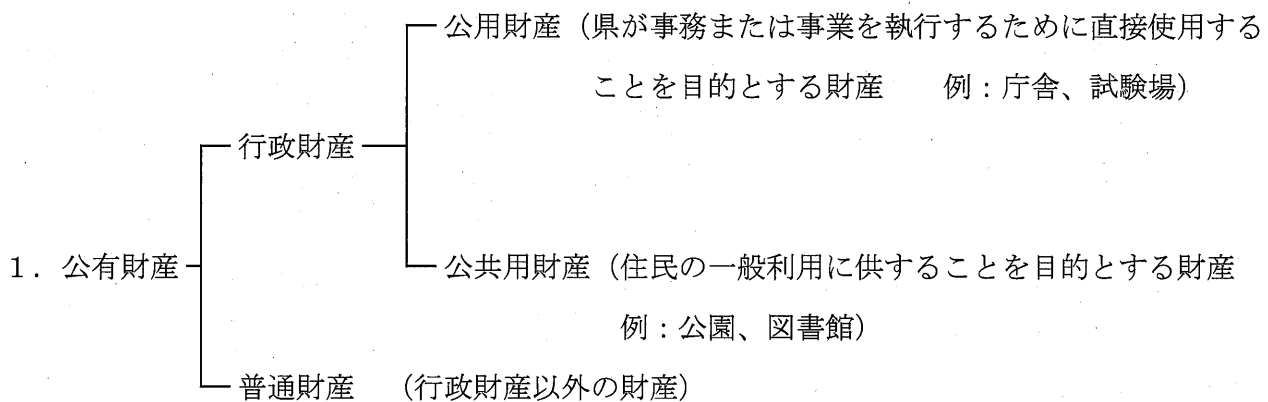 公用財産（県が事務または事業を執行するために直接使用する
ことを目的とする財産　　例：庁舎、試験場）
行政財産
1．公有財産
公共用財産（住民の一般利用に供することを目的とする財産
例：公園、図書館）
普通財産　（行政財産以外の財産）